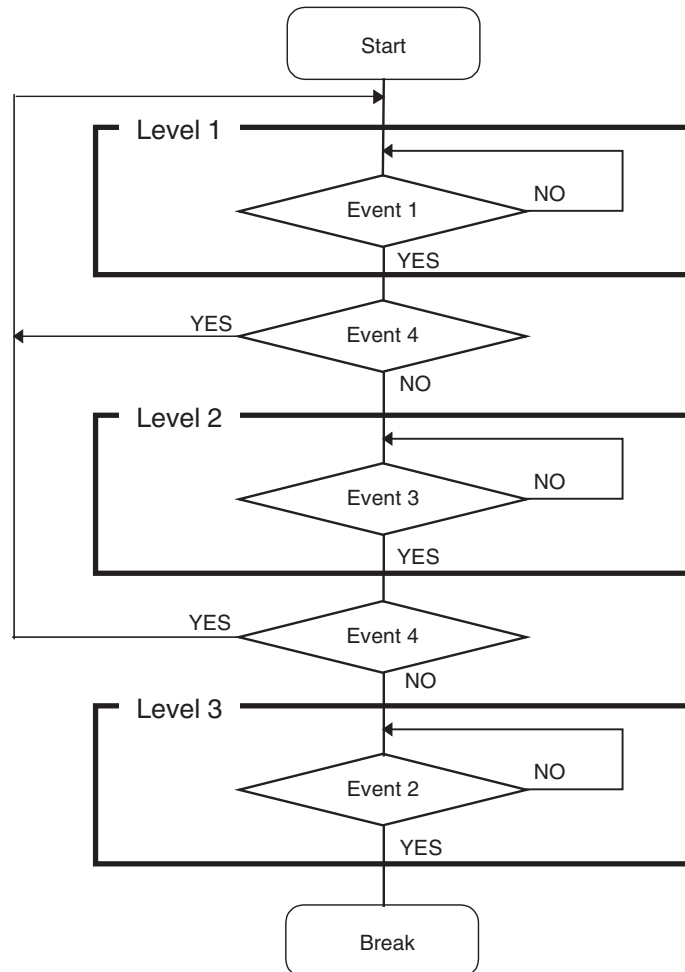 Start
Level 1
Event 1
NO
YES
YES
Event 4
NO
Level 2
Event 3
NO
YES
YES
Event 4
NO
Level 3
Event 2
NO
YES
Break